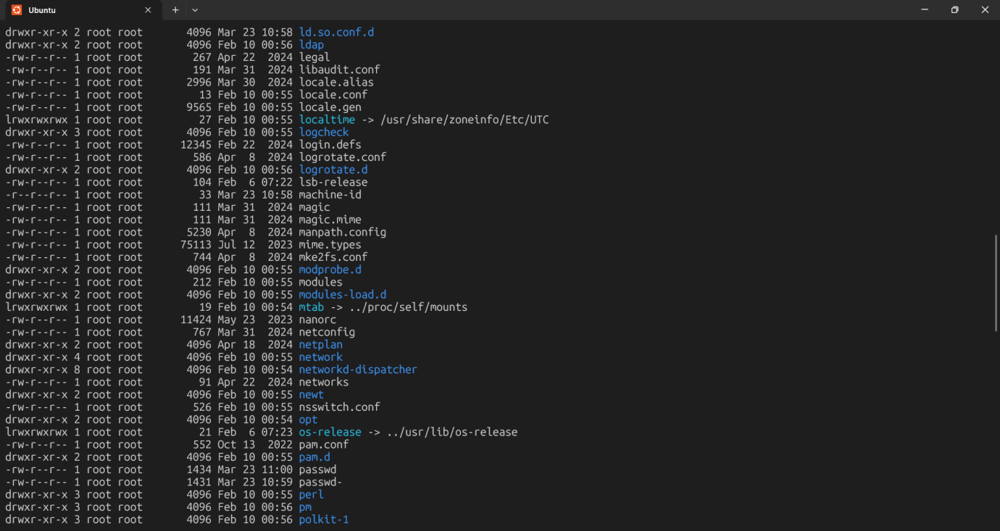 Ubuntu
drwxr-xr-x 2 root root       4096 Mar 23 10:58 ld.so.conf.d
drwxr-xr-x 2 root root       4096 Feb 10 00:56 ldap
-rw-r--r-- 1 root root        267 Apr 22  2024 legal
-rw-r--r-- 1 root root        191 Mar 31  2024 libaudit.conf
-rw-r--r-- 1 root root       2996 Mar 30  2024 locale.alias
-rw-r--r-- 1 root root         13 Feb 10 00:55 locale.conf
-rw-r--r-- 1 root root       9565 Feb 10 00:55 locale.gen
lrwxrwxrwx 1 root root         27 Feb 10 00:55 localtime -> /usr/share/zoneinfo/Etc/UTC
drwxr-xr-x 3 root root       4096 Feb 10 00:55 logcheck
-rw-r--r-- 1 root root      12345 Feb 22  2024 login.defs
-rw-r--r-- 1 root root        586 Apr  8  2024 logrotate.conf
drwxr-xr-x 2 root root       4096 Feb 10 00:56 logrotate.d
-rw-r--r-- 1 root root        104 Feb  6 07:22 lsb-release
-r--r--r-- 1 root root         33 Mar 23 10:58 machine-id
-rw-r--r-- 1 root root        111 Mar 31  2024 magic
-rw-r--r-- 1 root root        111 Mar 31  2024 magic.mime
-rw-r--r-- 1 root root       5230 Apr  8  2024 manpath.config
-rw-r--r-- 1 root root      75113 Jul 12  2023 mime.types
-rw-r--r-- 1 root root        744 Apr  8  2024 mke2fs.conf
drwxr-xr-x 2 root root       4096 Feb 10 00:55 modprobe.d
-rw-r--r-- 1 root root        212 Feb 10 00:55 modules
drwxr-xr-x 2 root root       4096 Feb 10 00:55 modules-load.d
lrwxrwxrwx 1 root root         19 Feb 10 00:54 mtab -> ../proc/self/mounts
-rw-r--r-- 1 root root      11424 May 23  2023 nanorc
-rw-r--r-- 1 root root        767 Mar 31  2024 netconfig
drwxr-xr-x 2 root root       4096 Apr 18  2024 netplan
drwxr-xr-x 4 root root       4096 Feb 10 00:55 network
drwxr-xr-x 8 root root       4096 Feb 10 00:54 networkd-dispatcher
-rw-r--r-- 1 root root         91 Apr 22  2024 networks
drwxr-xr-x 2 root root       4096 Feb 10 00:55 newt
-rw-r--r-- 1 root root        526 Feb 10 00:55 nsswitch.conf
drwxr-xr-x 2 root root       4096 Feb 10 00:54 opt
lrwxrwxrwx 1 root root         21 Feb  6 07:23 os-release -> ../usr/lib/os-release
-rw-r--r-- 1 root root        552 Oct 13  2022 pam.conf
drwxr-xr-x 2 root root       4096 Feb 10 00:55 pam.d
-rw-r--r-- 1 root root       1434 Mar 23 11:00 passwd
-rw-r--r-- 1 root root       1431 Mar 23 10:59 passwd-
drwxr-xr-x 3 root root       4096 Feb 10 00:55 perl
drwxr-xr-x 3 root root       4096 Feb 10 00:56 pm
drwxr-xr-x 3 root root       4096 Feb 10 00:56 polkit-1